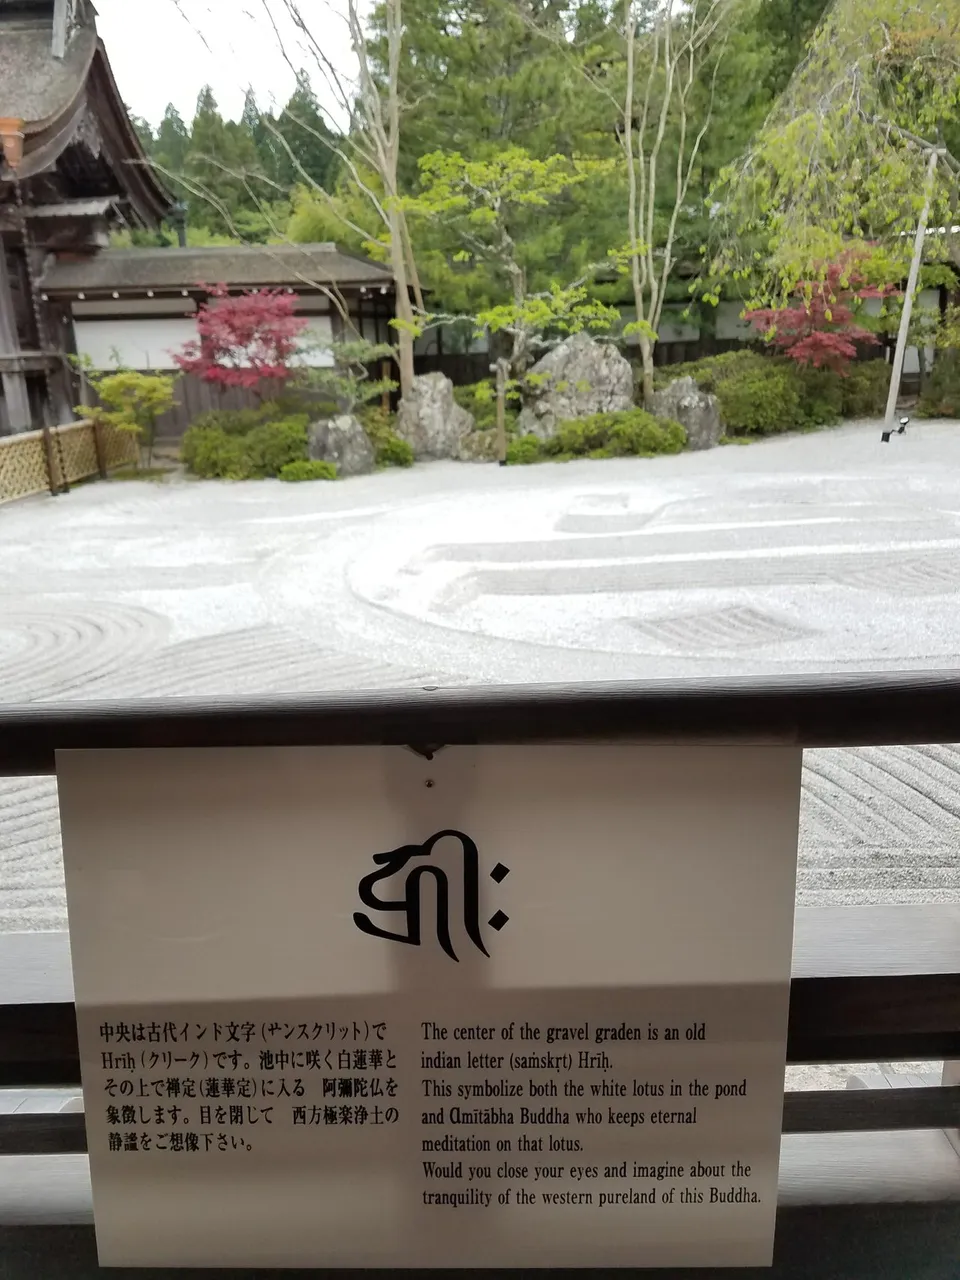 ह्रीः
中央は古代インド文字(サンスクリット)で
Hrīḥ(クリーク)です。池中に咲く白蓮華と
その上で禅定(蓮華定)に入る　阿彌陀仏を
象徴します。目を閉じて　西方極楽浄土の
静謐をご想像下さい。
The center of the gravel graden is an old
indian letter (saṁskṛt) Hrīḥ.
This symbolize both the white lotus in the pond
and Amītābha Buddha who keeps eternal
meditation on that lotus.
Would you close your eyes and imagine about the
tranquility of the western pureland of this Buddha.